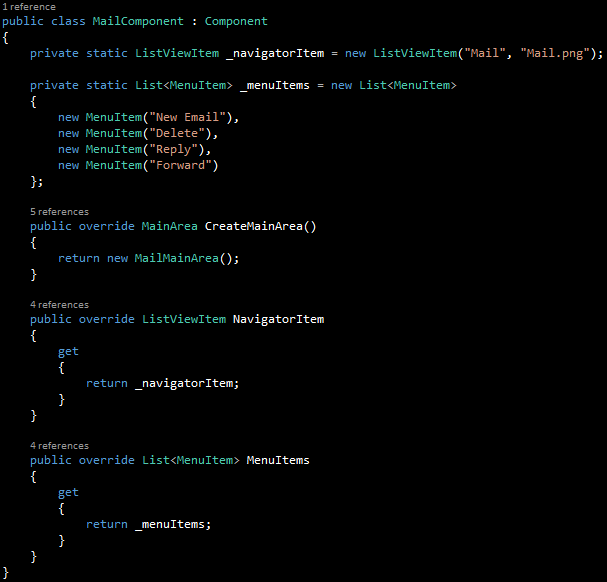 1 reference
public class MailComponent : Component
{
    private static ListViewItem _navigatorItem = new ListViewItem("Mail", "Mail.png");

    private static List<MenuItem> _menuItems = new List<MenuItem>
    {
        new MenuItem("New Email"),
        new MenuItem("Delete"),
        new MenuItem("Reply"),
        new MenuItem("Forward")
    };

    5 references
    public override MainArea CreateMainArea()
    {
        return new MailMainArea();
    }

    4 references
    public override ListViewItem NavigatorItem
    {
        get
        {
            return _navigatorItem;
        }
    }

    4 references
    public override List<MenuItem> MenuItems
    {
        get
        {
            return _menuItems;
        }
    }
}